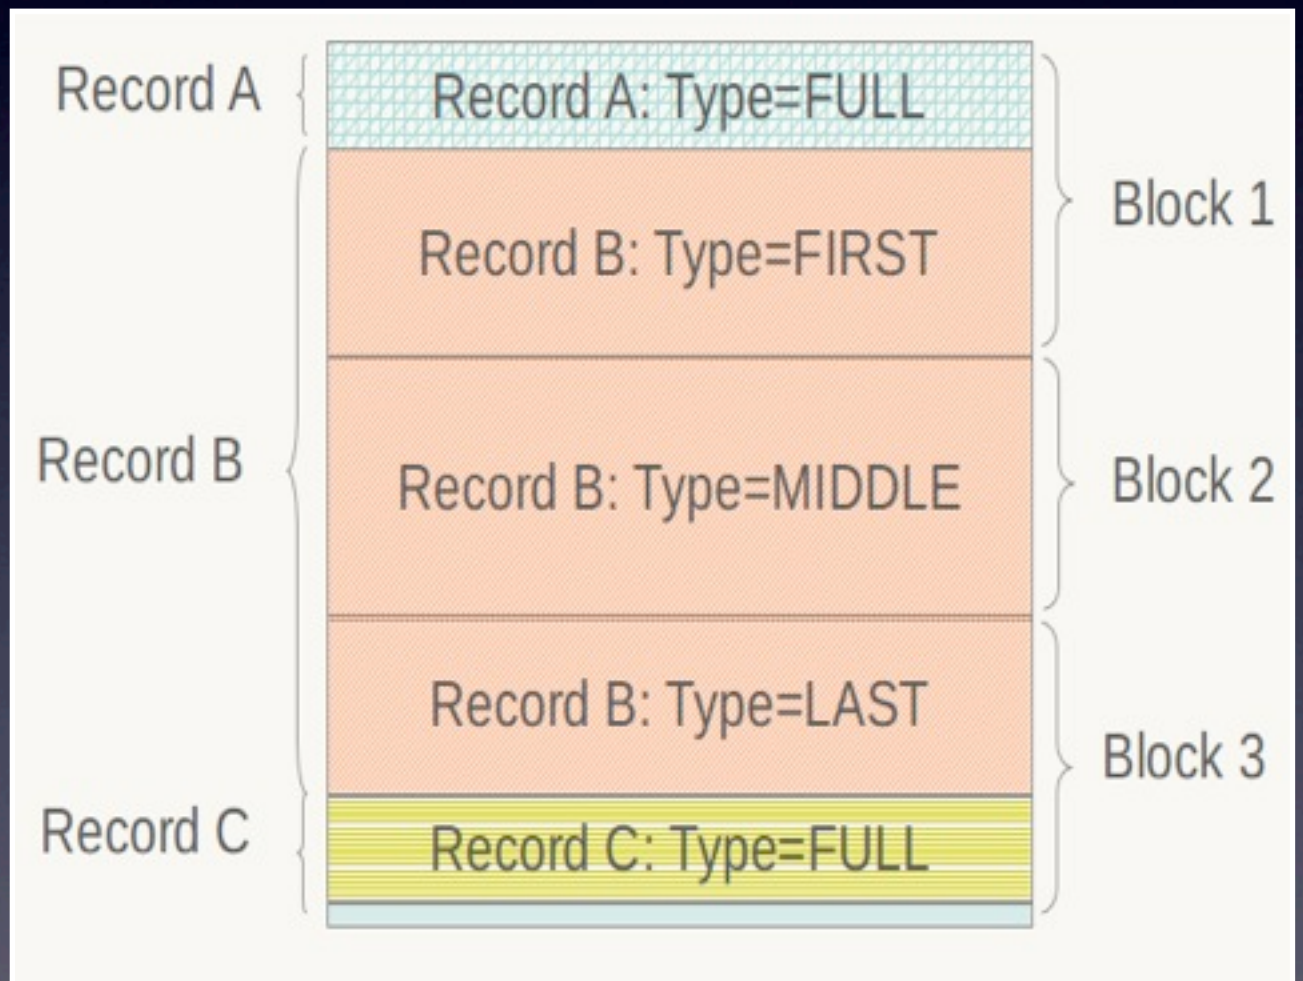 Record A
Record A: Type=FULL
Block 1
Record B: Type=FIRST
Record B
Record B: Type=MIDDLE
Block 2
Record B: Type=LAST
Block 3
Record C
Record C: Type=FULL